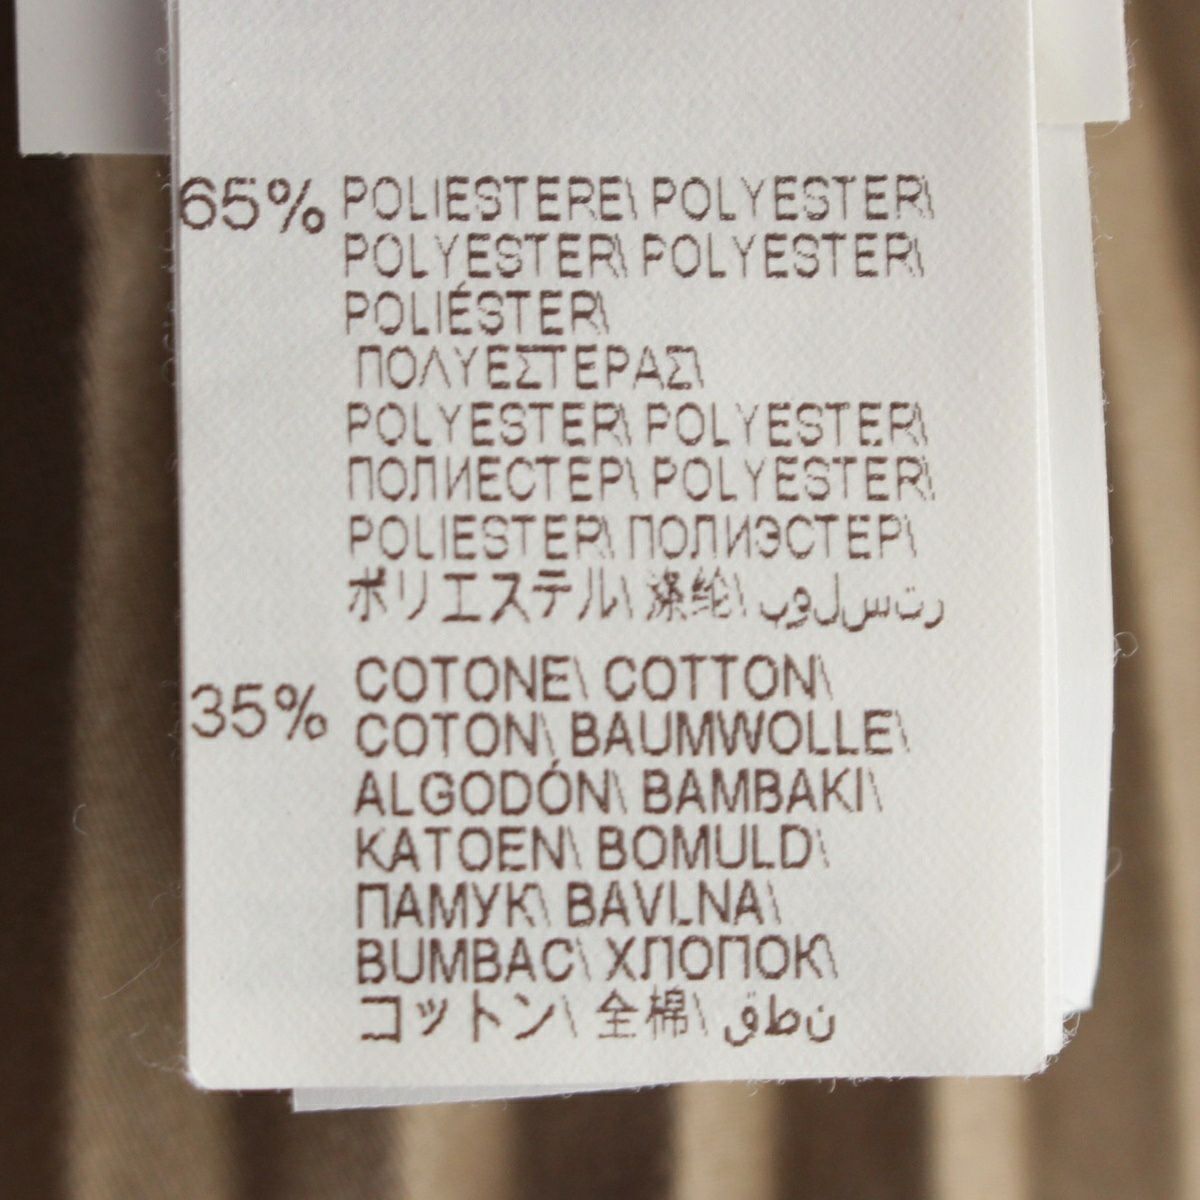 65% POLIESTERE\ POLYESTER\
POLYESTER\ POLYESTER\
POLIÉSTER\
ΠΟΛΥΕΣΤΕΡΑΣ\
POLYESTER\ POLYESTER\
ПОЛИЕСТЕР\ POLYESTER\
POLIESTER\ ПОЛИЭСТЕР\
ポリエステル\ 涤纶\ بولستر
35% COTONE\ COTTON\
COTON\ BAUMWOLLE\
ALGODÓN\ BAMBAKI\
KATOEN\ BOMULD\
ПАМУК\ BAVLNA\
BUMBAC\ ХЛОПОК\
コットン\ 全棉\ قطن